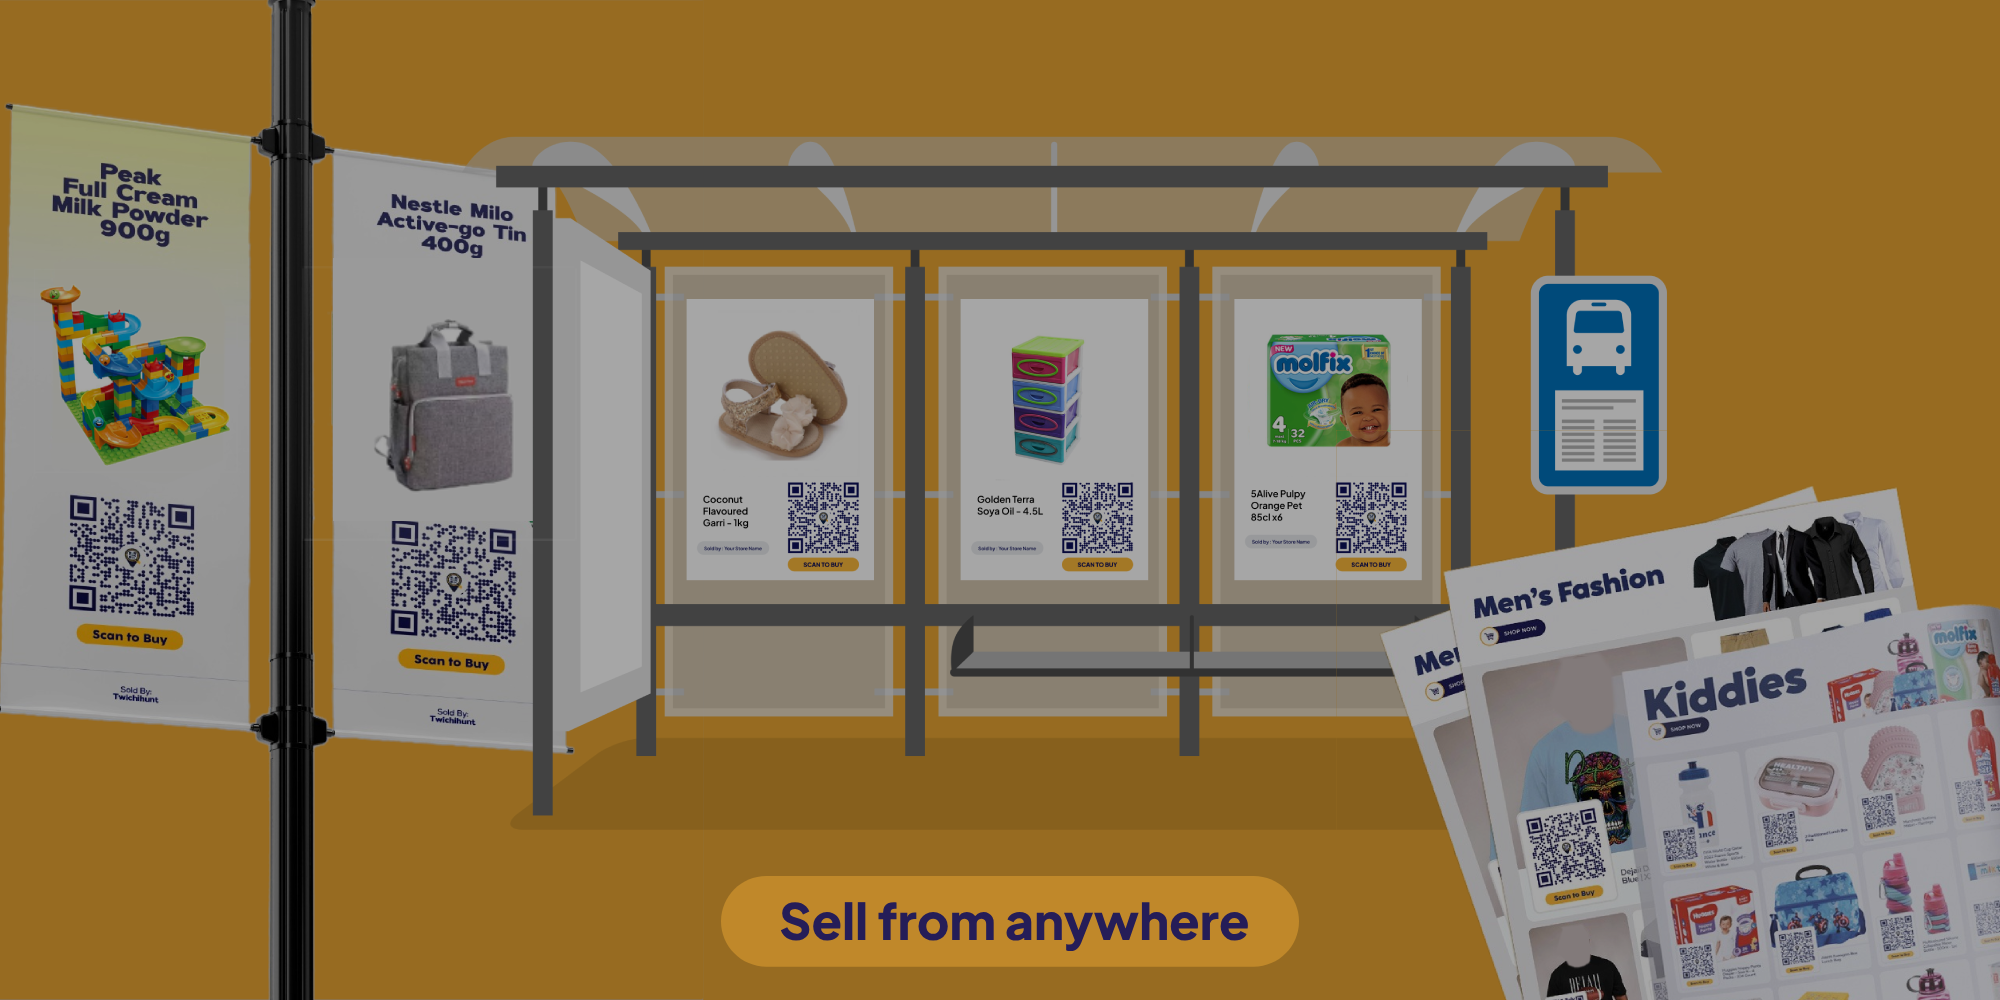 Peak
Full Cream
Milk Powder
900g
Scan to Buy
Sold By:
Twichihunt
Nestle Milo
Active-go Tin
400g
Scan to Buy
Sold By:
Twichihunt
Coconut
Flavoured
Garri - 1kg
Sold by : Your Store Name
SCAN TO BUY
Golden Terra
Soya Oil - 4.5L
Sold by : Your Store Name
SCAN TO BUY
NEW
molfix
4
32
5Alive Pulpy
Orange Pet
85cl x6
Sold by : Your Store Name
SCAN TO BUY
Men's Fashion
SHOP NOW
Kiddies
SHOP NOW
molfix
HEALTHY
Scan to Buy
Huggies
Sell from anywhere